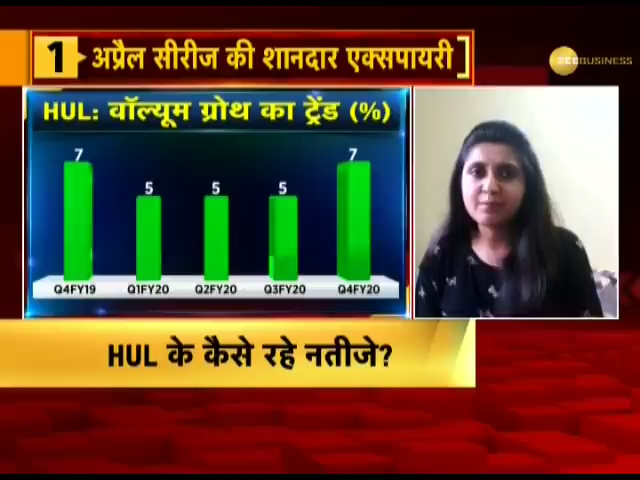 1 अप्रैल सीरीज की शानदार एक्सपायरी
ZEEBUSINESS
HUL: वॉल्यूम ग्रोथ का ट्रेंड (%)
7 5 5 5 7
Q4FY19 Q1FY20 Q2FY20 Q3FY20 Q4FY20
HUL के कैसे रहे नतीजे?